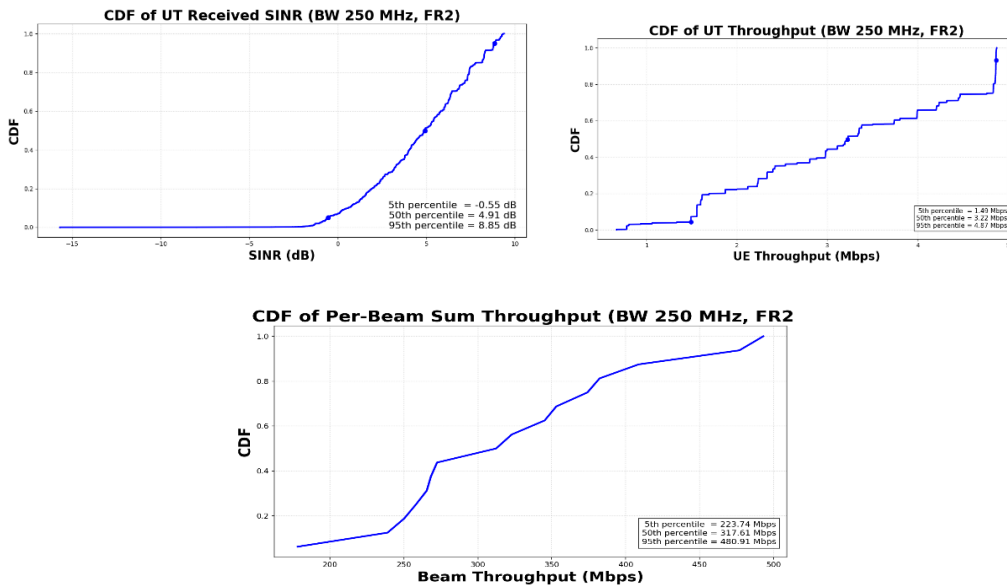 CDF of UT Received SINR (BW 250 MHz, FR2)
1.0
0.8
0.6
0.4
0.2
0.0
CDF
5th percentile = -0.55 dB
50th percentile = 4.91 dB
95th percentile = 8.85 dB
−15
−10
−5
0
5
10
SINR (dB)
CDF of UT Throughput (BW 250 MHz, FR2)
1.0
0.8
0.6
0.4
0.2
0.0
CDF
5th percentile = 1.49 Mbps
50th percentile = 3.22 Mbps
95th percentile = 4.87 Mbps
1
2
3
4
UE Throughput (Mbps)
CDF of Per-Beam Sum Throughput (BW 250 MHz, FR2
1.0
0.8
0.6
0.4
0.2
CDF
5th percentile = 223.74 Mbps
50th percentile = 317.61 Mbps
95th percentile = 480.91 Mbps
200
250
300
350
400
450
500
Beam Throughput (Mbps)